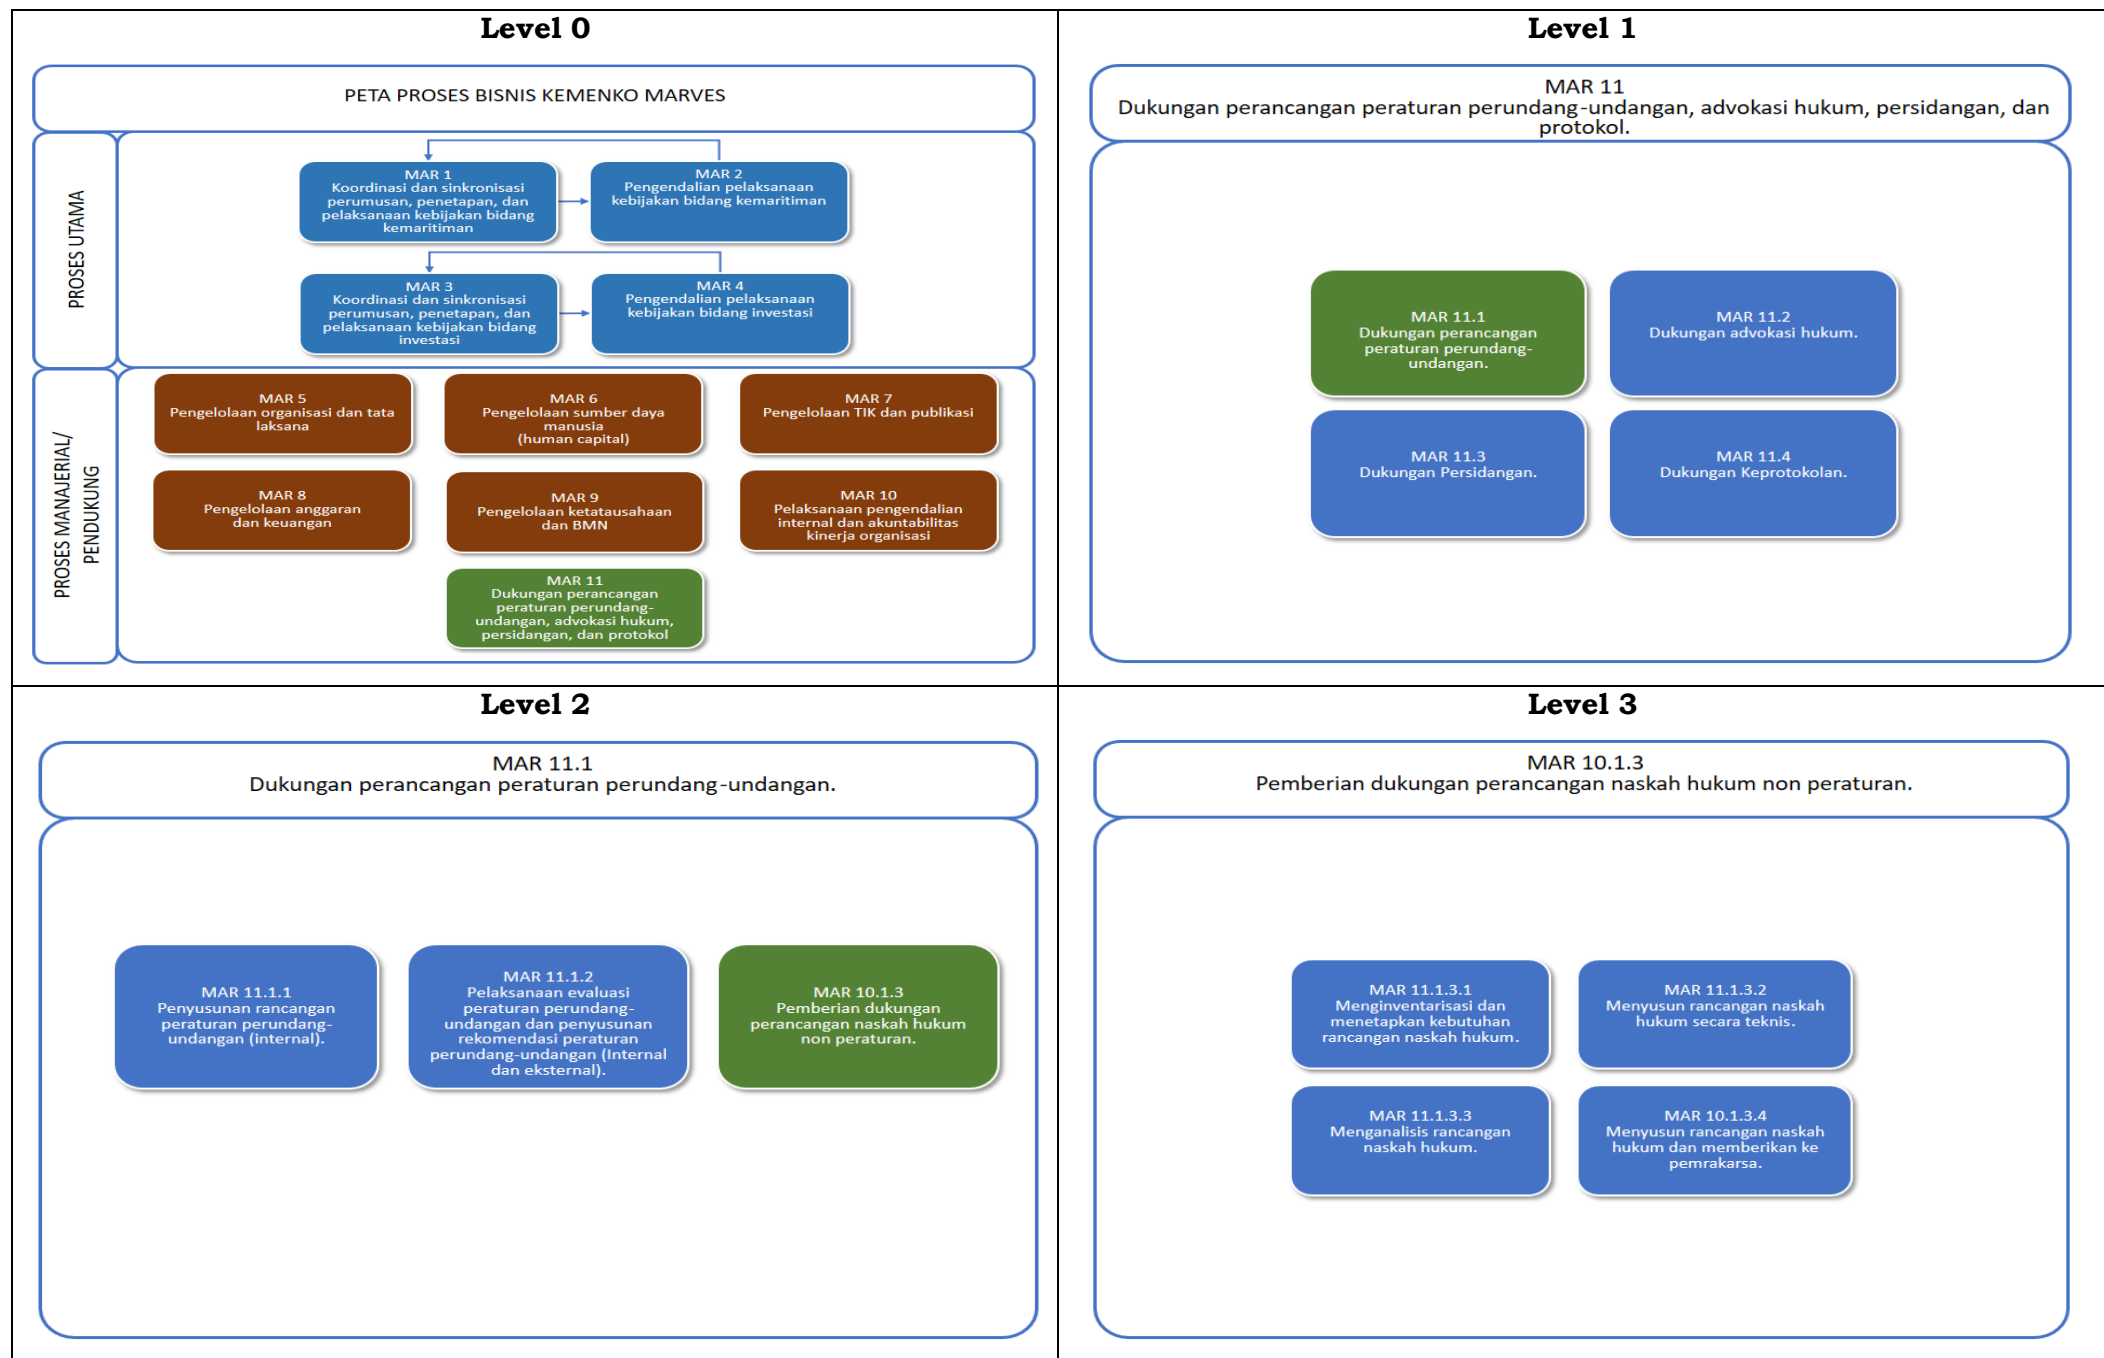 Level 0
PETA PROSES BISNIS KEMENKO MARVES
PROSES UTAMA
MAR 1
Koordinasi dan sinkronisasi
perumusan, penetapan, dan
pelaksanaan kebijakan bidang
kemaritiman
MAR 2
Pengendalian pelaksanaan
kebijakan bidang kemaritiman
MAR 3
Koordinasi dan sinkronisasi
perumusan, penetapan, dan
pelaksanaan kebijakan bidang
investasi
MAR 4
Pengendalian pelaksanaan
kebijakan bidang investasi
PROSES MANAJERIAL/
PENDUKUNG
MAR 5
Pengelolaan organisasi dan tata
laksana
MAR 6
Pengelolaan sumber daya
manusia
(human capital)
MAR 7
Pengelolaan TIK dan publikasi
MAR 8
Pengelolaan anggaran
dan keuangan
MAR 9
Pengelolaan ketatausahaan
dan BMN
MAR 10
Pelaksanaan pengendalian
internal dan akuntabilitas
kinerja organisasi
MAR 11
Dukungan perancangan
peraturan perundang-
undangan, advokasi hukum,
persidangan, dan protokol
Level 1
MAR 11
Dukungan perancangan peraturan perundang-undangan, advokasi hukum, persidangan, dan
protokol.
MAR 11.1
Dukungan perancangan
peraturan perundang-
undangan.
MAR 11.2
Dukungan advokasi hukum.
MAR 11.3
Dukungan Persidangan.
MAR 11.4
Dukungan Keprotokolan.
Level 2
MAR 11.1
Dukungan perancangan peraturan perundang-undangan.
MAR 11.1.1
Penyusunan rancangan
peraturan perundang-
undangan (internal).
MAR 11.1.2
Pelaksanaan evaluasi
peraturan perundang-
undangan dan penyusunan
rekomendasi peraturan
perundang-undangan (Internal
dan eksternal).
MAR 10.1.3
Pemberian dukungan
perancangan naskah hukum
non peraturan.
Level 3
MAR 10.1.3
Pemberian dukungan perancangan naskah hukum non peraturan.
MAR 11.1.3.1
Menginventarisasi dan
menetapkan kebutuhan
rancangan naskah hukum.
MAR 11.1.3.2
Menyusun rancangan naskah
hukum secara teknis.
MAR 11.1.3.3
Menganalisis rancangan
naskah hukum.
MAR 10.1.3.4
Menyusun rancangan naskah
hukum dan memberikan ke
pemrakarsa.